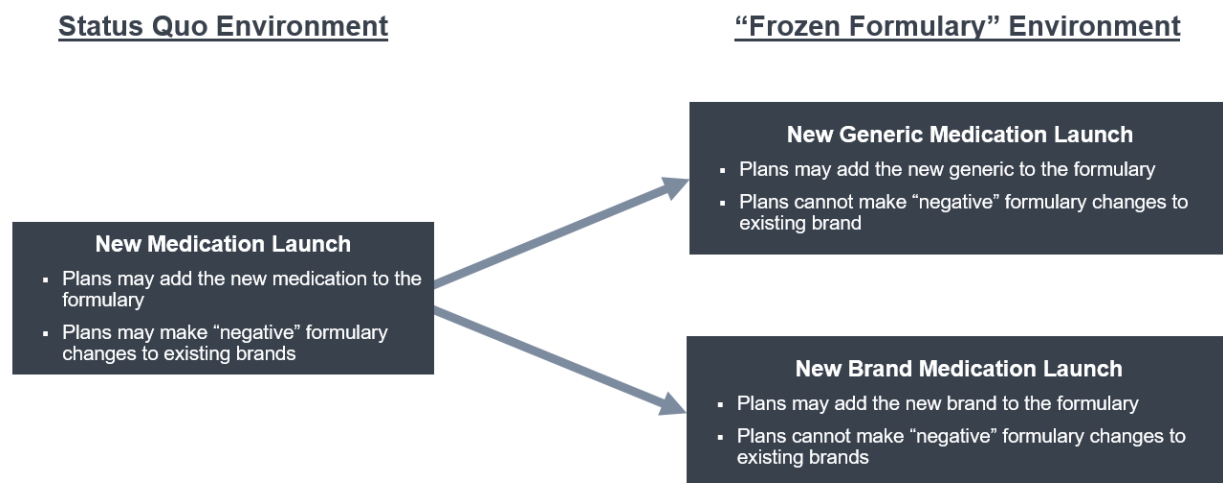 Status Quo Environment
“Frozen Formulary” Environment
New Medication Launch
▪ Plans may add the new medication to the
formulary
▪ Plans may make “negative” formulary
changes to existing brands
New Generic Medication Launch
▪ Plans may add the new generic to the formulary
▪ Plans cannot make “negative” formulary changes to
existing brand
New Brand Medication Launch
▪ Plans may add the new brand to the formulary
▪ Plans cannot make “negative” formulary changes to
existing brands